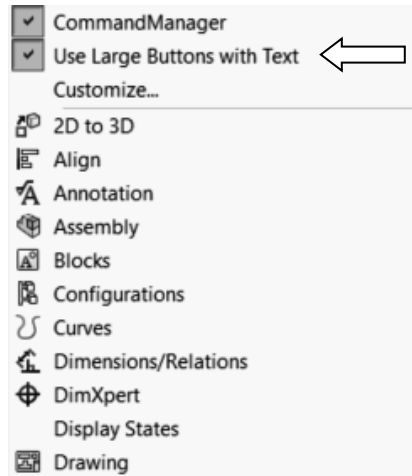 CommandManager
Use Large Buttons with Text
Customize...
2D to 3D
Align
Annotation
Assembly
Blocks
Configurations
Curves
Dimensions/Relations
DimXpert
Display States
Drawing